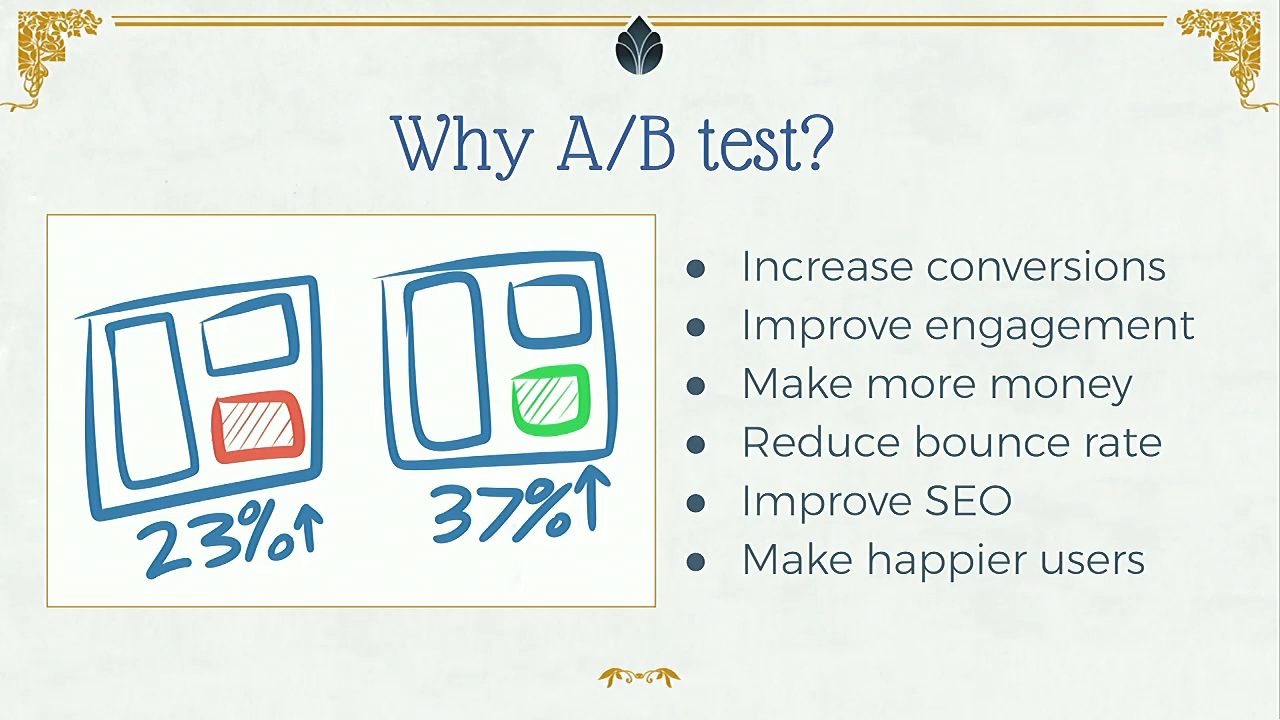 Why A/B test?
23%↑
37%↑
● Increase conversions
● Improve engagement
● Make more money
● Reduce bounce rate
● Improve SEO
● Make happier users